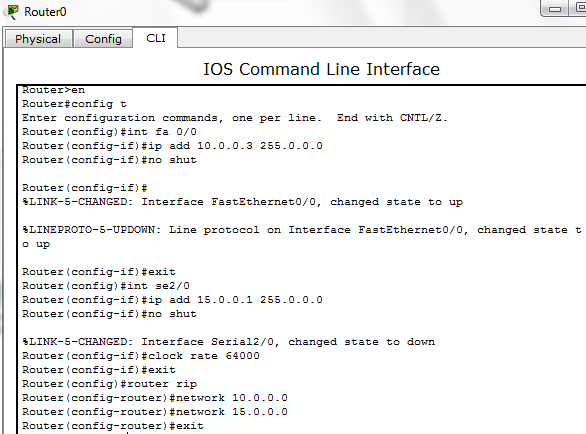 Router0
Physical Config CLI
IOS Command Line Interface
Router>en
Router#config t
Enter configuration commands, one per line.  End with CNTL/Z.
Router(config)#int fa 0/0
Router(config-if)#ip add 10.0.0.3 255.0.0.0
Router(config-if)#no shut
Router(config-if)#
%LINK-5-CHANGED: Interface FastEthernet0/0, changed state to up
%LINEPROTO-5-UPDOWN: Line protocol on Interface FastEthernet0/0, changed state t
o up
Router(config-if)#exit
Router(config)#int se2/0
Router(config-if)#ip add 15.0.0.1 255.0.0.0
Router(config-if)#no shut
%LINK-5-CHANGED: Interface Serial2/0, changed state to down
Router(config-if)#clock rate 64000
Router(config-if)#exit
Router(config)#router rip
Router(config-router)#network 10.0.0.0
Router(config-router)#network 15.0.0.0
Router(config-router)#exit